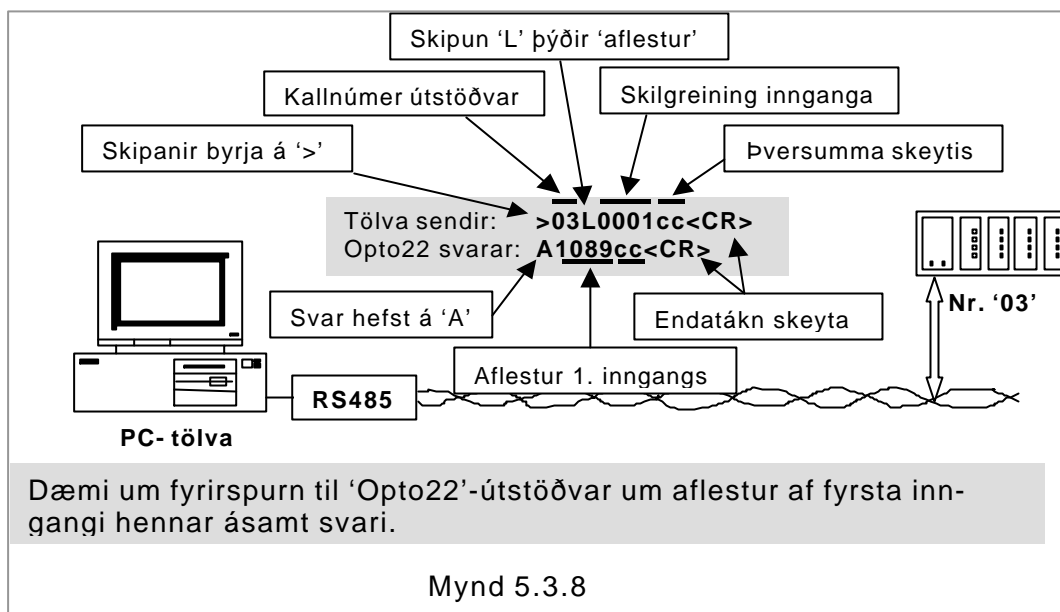 Skipun ‘L’ þýðir ‘aflestur’
Kallnúmer útstöðvar
Skilgreining innganga
Skipanir byrja á ‘>’
Þversumma skeytis
Tölva sendir: >03L0001cc<CR>
Opto22 svarar: A1089cc<CR>
Nr. ‘03’
Svar hefst á ‘A’
Endatákn skeyta
Aflestur 1. inngangs
RS485
PC- tölva
Dæmi um fyrirspurn til ‘Opto22’-útstöðvar um aflestur af fyrsta inn-
gangi hennar ásamt svari.
Mynd 5.3.8